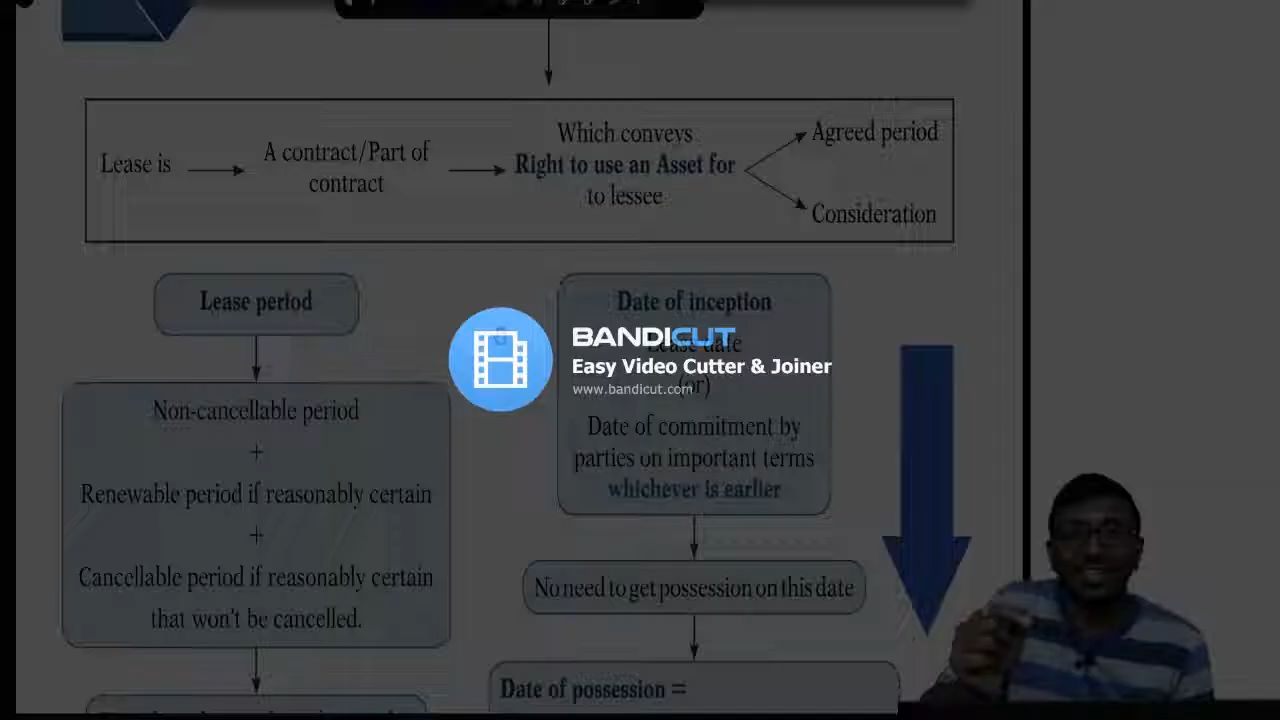 Lease is
A contract/Part of
contract
Which conveys
Right to use an Asset for
to lessee
Agreed period
Consideration
Lease period
Non-cancellable period
+
Renewable period if reasonably certain
+
Cancellable period if reasonably certain
that won't be cancelled.
Date of inception
Lease date
(or)
Date of commitment by
parties on important terms
whichever is earlier
No need to get possession on this date
Date of possession =
BANDICUT
Easy Video Cutter & Joiner
www.bandicut.com